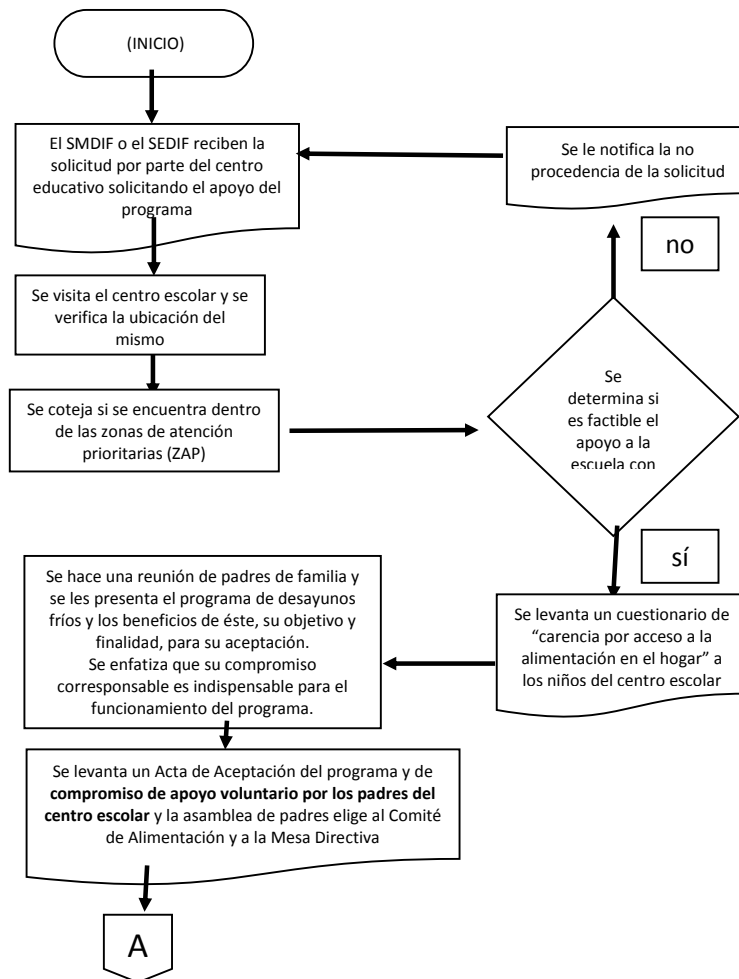 (INICIO)
El SMDIF o el SEDIF reciben la
solicitud por parte del centro
educativo solicitando el apoyo del
programa
Se le notifica la no
procedencia de la solicitud
no
Se visita el centro escolar y se
verifica la ubicación del
mismo
Se coteja si se encuentra dentro
de las zonas de atención
prioritarias (ZAP)
Se
determina si
es factible el
apoyo a la
escuela con
sí
Se levanta un cuestionario de
“carencia por acceso a la
alimentación en el hogar” a
los niños del centro escolar
Se hace una reunión de padres de familia y
se les presenta el programa de desayunos
fríos y los beneficios de éste, su objetivo y
finalidad, para su aceptación.
Se enfatiza que su compromiso
corresponsable es indispensable para el
funcionamiento del programa.
Se levanta un Acta de Aceptación del programa y de
compromiso de apoyo voluntario por los padres del
centro escolar y la asamblea de padres elige al Comité
de Alimentación y a la Mesa Directiva
A